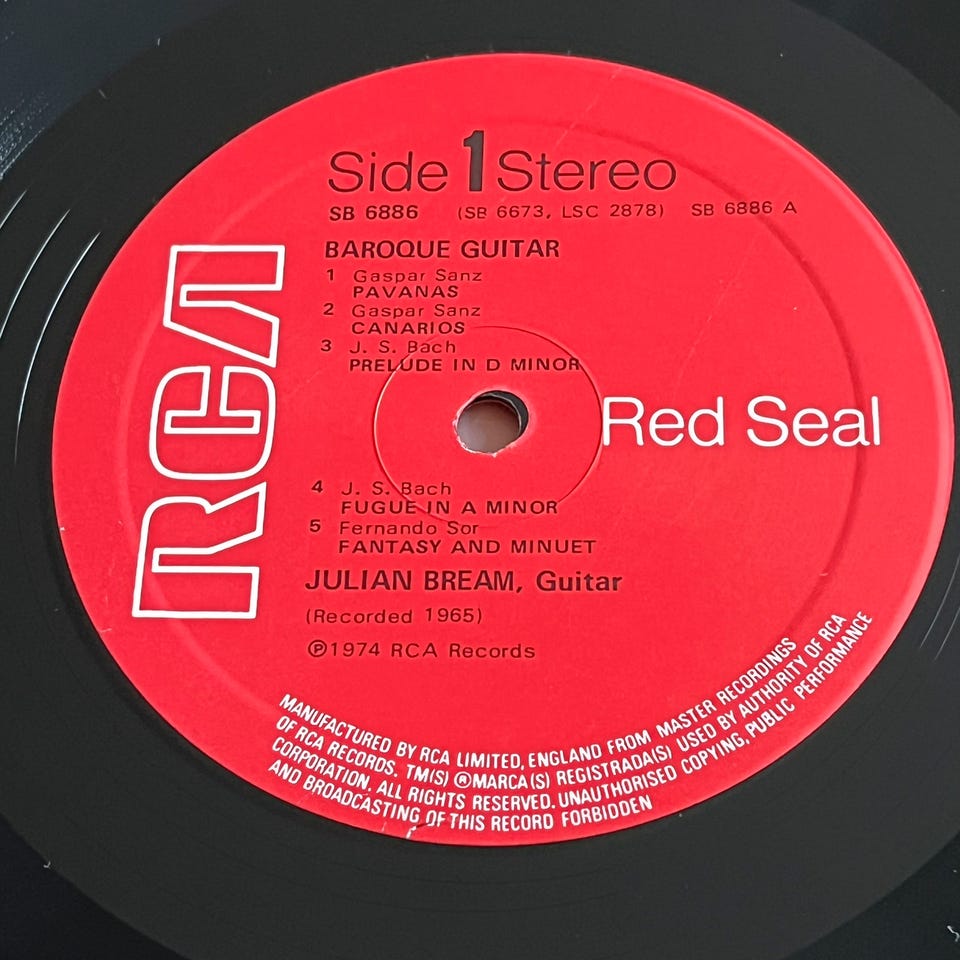 Side 1 Stereo
SB 6886 (SB 6673, LSC 2878) SB 6886 A
BAROQUE GUITAR
1 Gaspar Sanz
PAVANAS
2 Gaspar Sanz
CANARIOS
3 J. S. Bach
PRELUDE IN D MINOR
RCA
Red Seal
4 J. S. Bach
FUGUE IN A MINOR
5 Fernando Sor
FANTASY AND MINUET
JULIAN BREAM, Guitar
(Recorded 1965)
℗1974 RCA Records
MANUFACTURED BY RCA LIMITED, ENGLAND FROM MASTER RECORDINGS
OF RCA RECORDS. TM(S) ®MARCA(S) REGISTRADA(S) USED BY AUTHORITY OF RCA
CORPORATION. ALL RIGHTS RESERVED. UNAUTHORISED COPYING, PUBLIC PERFORMANCE
AND BROADCASTING OF THIS RECORD FORBIDDEN